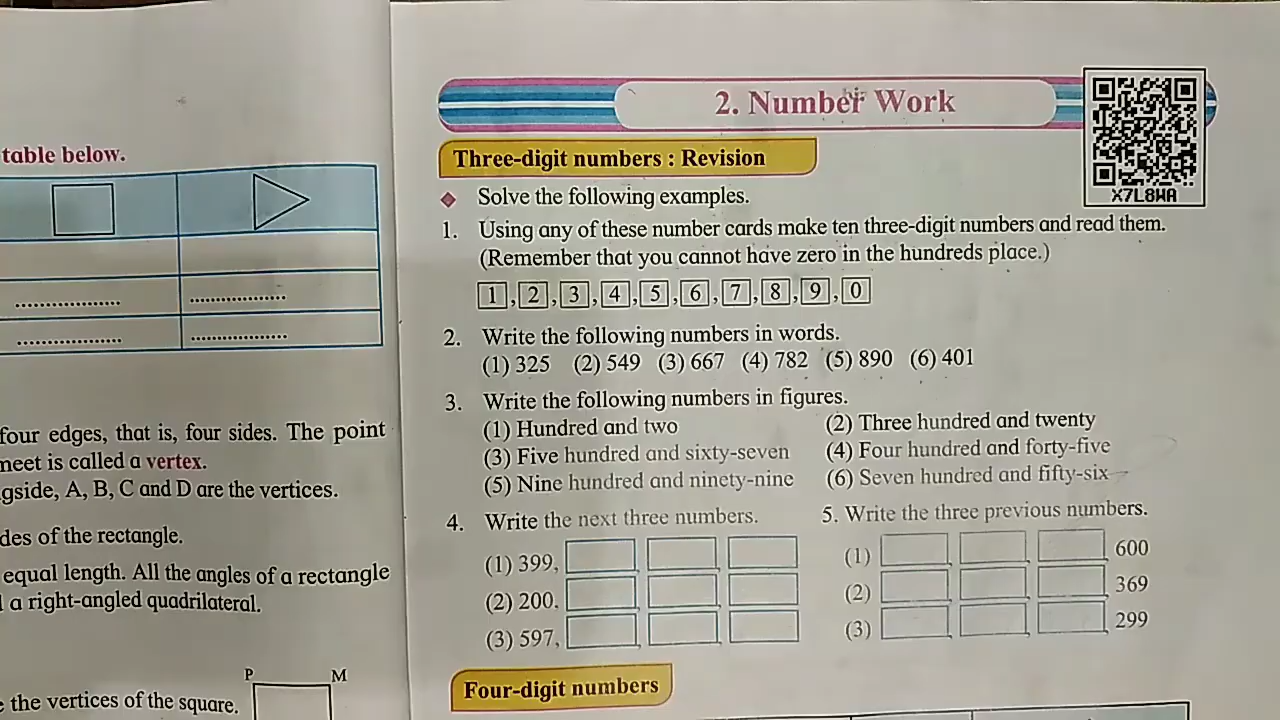 table below.
....................
..................
....................
..................
four edges, that is, four sides. The point
meet is called a vertex.
gside, A, B, C and D are the vertices.
des of the rectangle.
equal length. All the angles of a rectangle
a right-angled quadrilateral.
P M
the vertices of the square.
2. Number Work
X7L8WA
Three-digit numbers : Revision
Solve the following examples.
1. Using any of these number cards make ten three-digit numbers and read them.
(Remember that you cannot have zero in the hundreds place.)
1 , 2 , 3 , 4 , 5 , 6 , 7 , 8 , 9 , 0
2. Write the following numbers in words.
(1) 325 (2) 549 (3) 667 (4) 782 (5) 890 (6) 401
3. Write the following numbers in figures.
(1) Hundred and two (2) Three hundred and twenty
(3) Five hundred and sixty-seven (4) Four hundred and forty-five
(5) Nine hundred and ninety-nine (6) Seven hundred and fifty-six
4. Write the next three numbers. 5. Write the three previous numbers.
(1) 399, (1) 600
(2) 200. (2) 369
(3) 597, (3) 299
Four-digit numbers